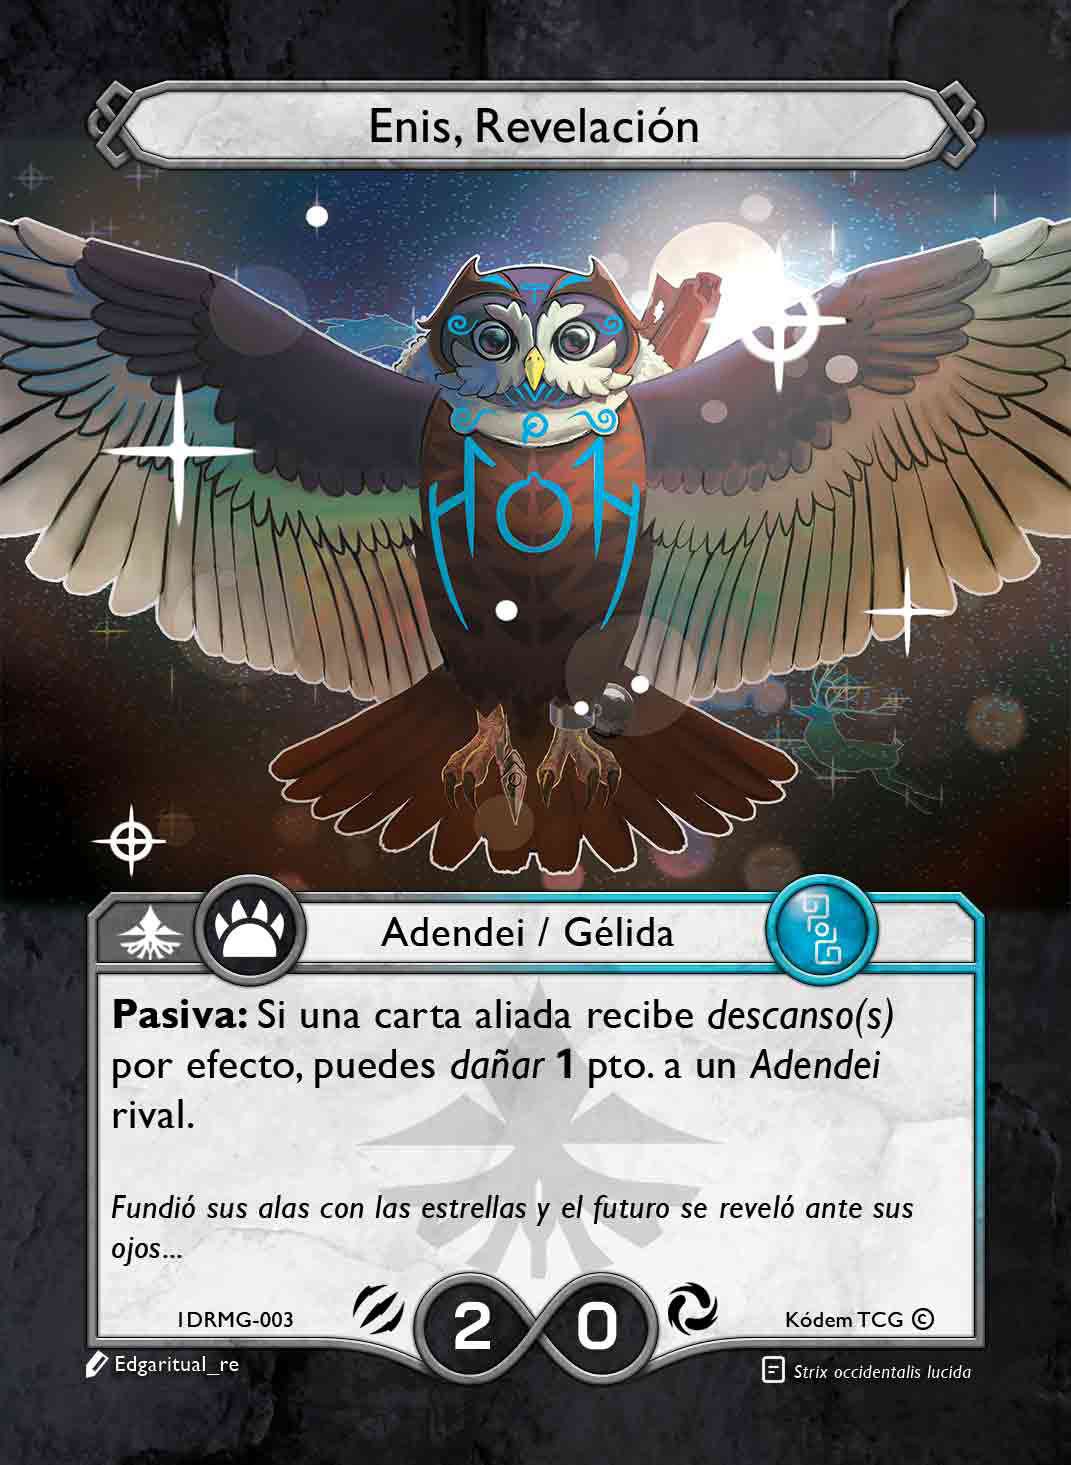 Enis, Revelación
Adendei / Gélida
Pasiva: Si una carta aliada recibe descanso(s)
por efecto, puedes dañar 1 pto. a un Adendei
rival.
Fundió sus alas con las estrellas y el futuro se reveló ante sus
ojos...
1DRMG-003
2 0
Kódem TCG ©
Edgaritual_re
Strix occidentalis lucida